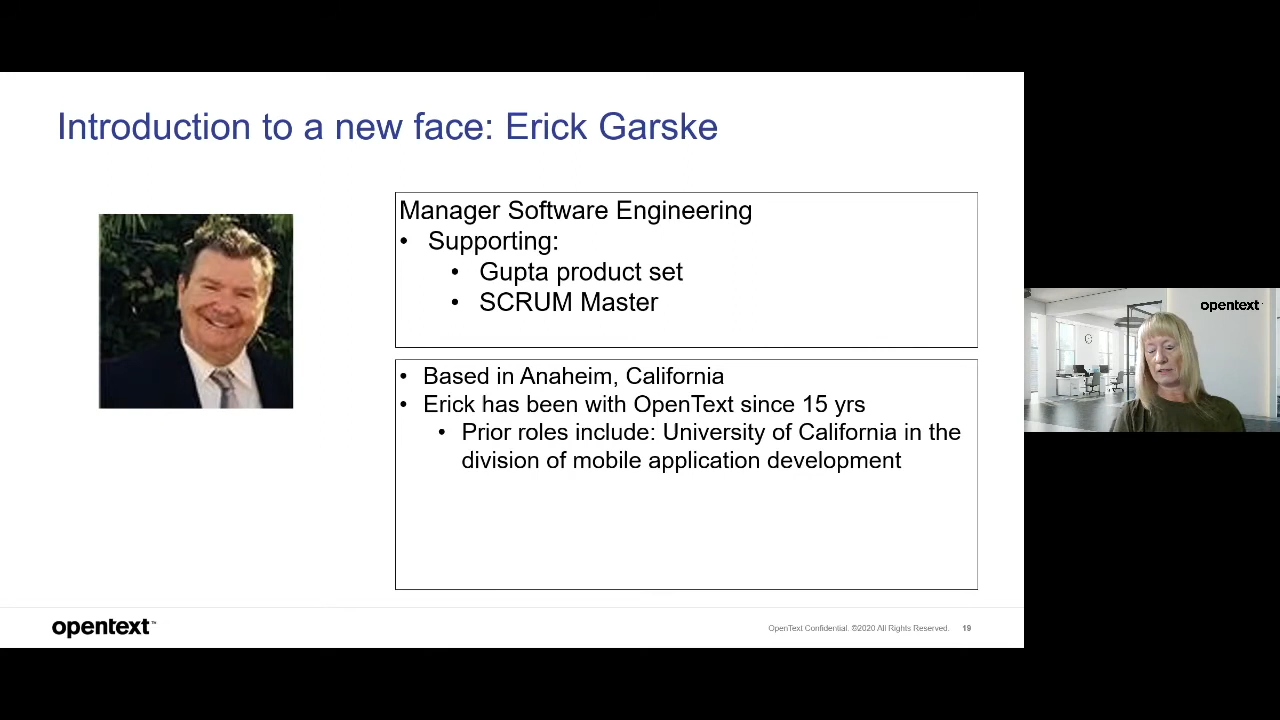 Introduction to a new face: Erick Garske
Manager Software Engineering
• Supporting:
• Gupta product set
• SCRUM Master
• Based in Anaheim, California
• Erick has been with OpenText since 15 yrs
• Prior roles include: University of California in the
division of mobile application development
opentext™
OpenText Confidential. ©2020 All Rights Reserved. 19
opentext